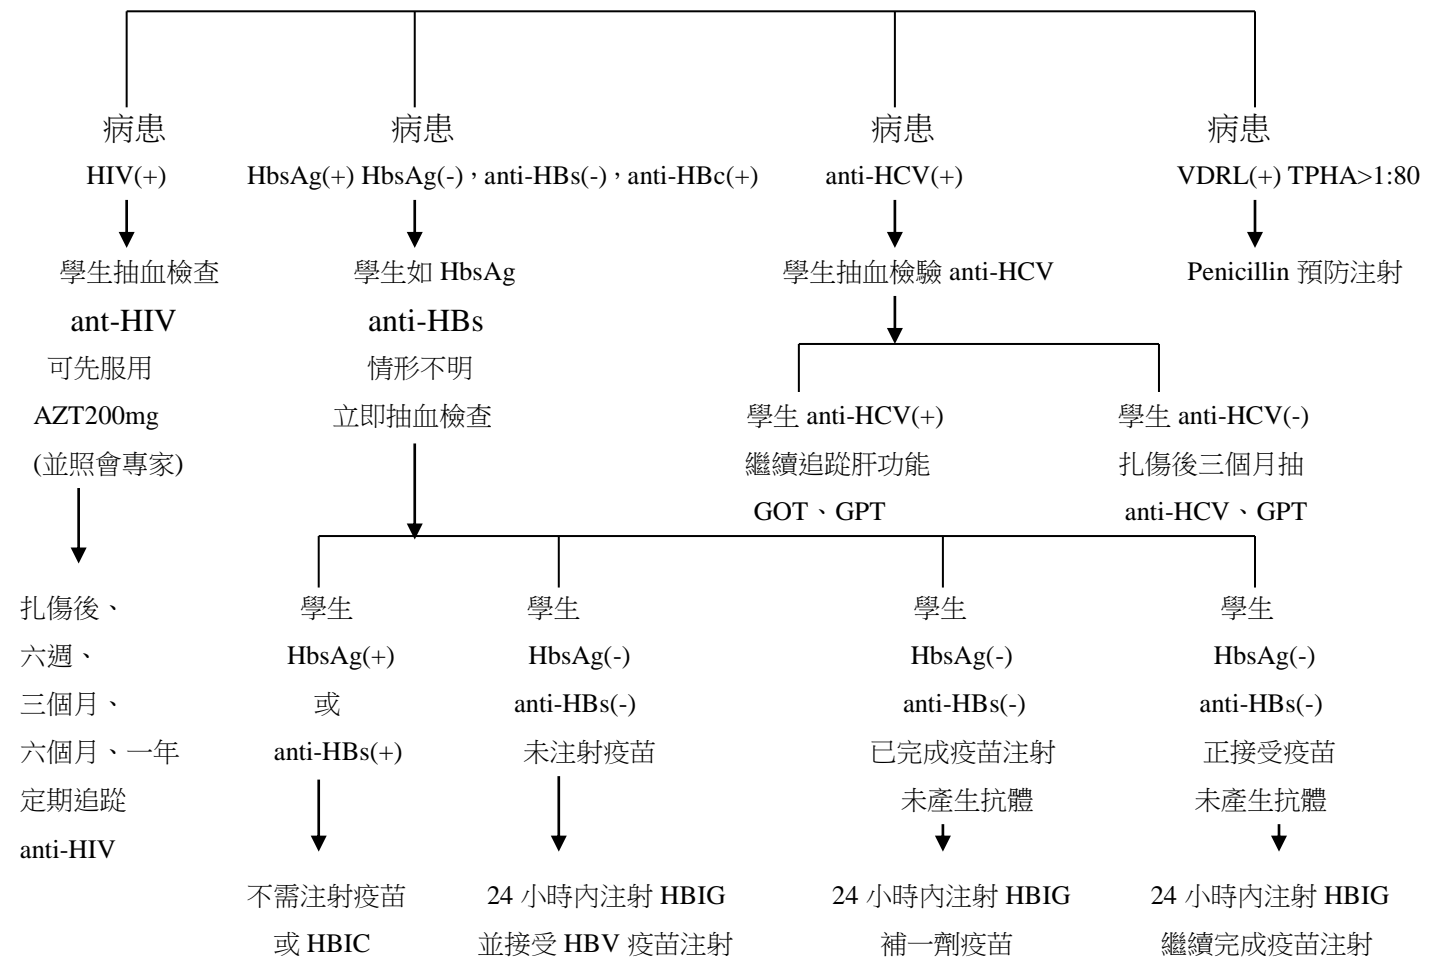 病患
HIV(+)
學生抽血檢查
ant-HIV
可先服用
AZT200mg
(並照會專家)
扎傷後、
六週、
三個月、
六個月、一年
定期追蹤
anti-HIV
病患
HbsAg(+) HbsAg(-)，anti-HBs(-)，anti-HBc(+)
學生如 HbsAg
anti-HBs
情形不明
立即抽血檢查
學生
HbsAg(+)
或
anti-HBs(+)
不需注射疫苗
或 HBIC
學生
HbsAg(-)
anti-HBs(-)
未注射疫苗
24 小時內注射 HBIG
並接受 HBV 疫苗注射
學生
HbsAg(-)
anti-HBs(-)
已完成疫苗注射
未產生抗體
24 小時內注射 HBIG
補一劑疫苗
學生
HbsAg(-)
anti-HBs(-)
正接受疫苗
未產生抗體
24 小時內注射 HBIG
繼續完成疫苗注射
病患
anti-HCV(+)
學生抽血檢驗 anti-HCV
學生 anti-HCV(+)
繼續追蹤肝功能
GOT、GPT
學生 anti-HCV(-)
扎傷後三個月抽
anti-HCV、GPT
病患
VDRL(+) TPHA>1:80
Penicillin 預防注射